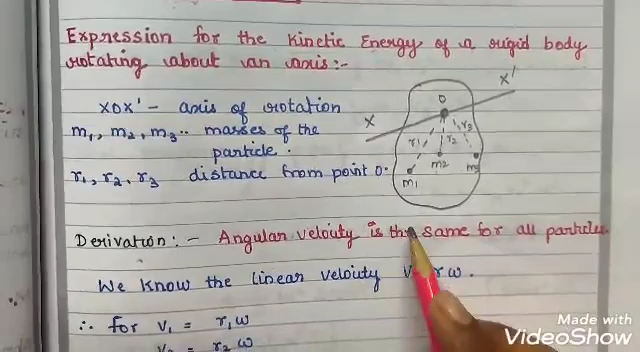 Expression for the Kinetic Energy of a rigid body
rotating about an axis:-
XOX' - axis of rotation
m1, m2, m3.. masses of the
particle.
r1, r2, r3 distance from point O.
X'
O
X
r1 r2 r3
m1 m2
Derivation:- Angular velocity is the same for all particles
We know the linear velocity V rω.
∴ for V1 = r1ω
V2 = r2ω
Made with
VideoShow